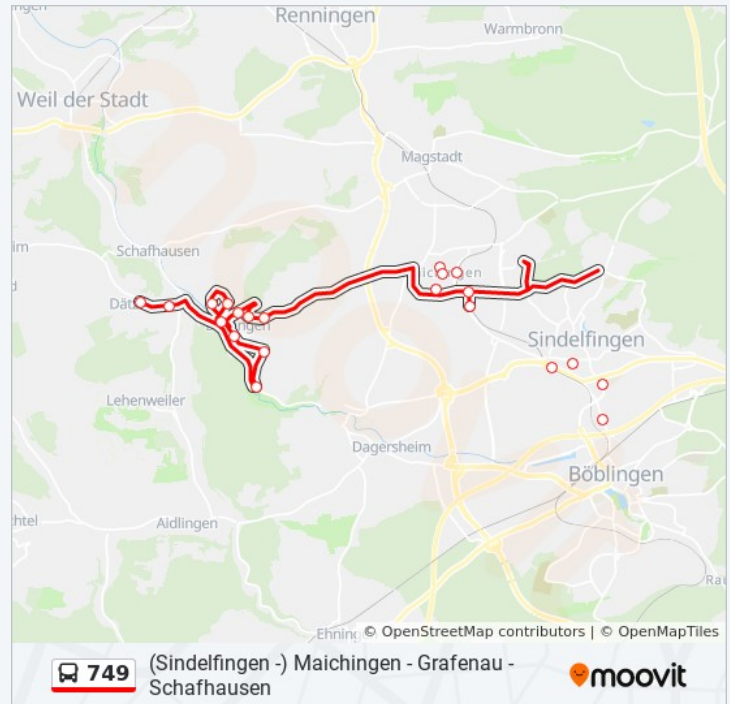 Renningen
Warmbronn
Weil der Stadt
Magstadt
Schafhausen
Sindelfingen
Lehenweiler
Dagersheim
Böblingen
Aidlingen
© OpenStreetMap contributors | © OpenMapTiles
749
(Sindelfingen -) Maichingen - Grafenau -
Schafhausen
moovit